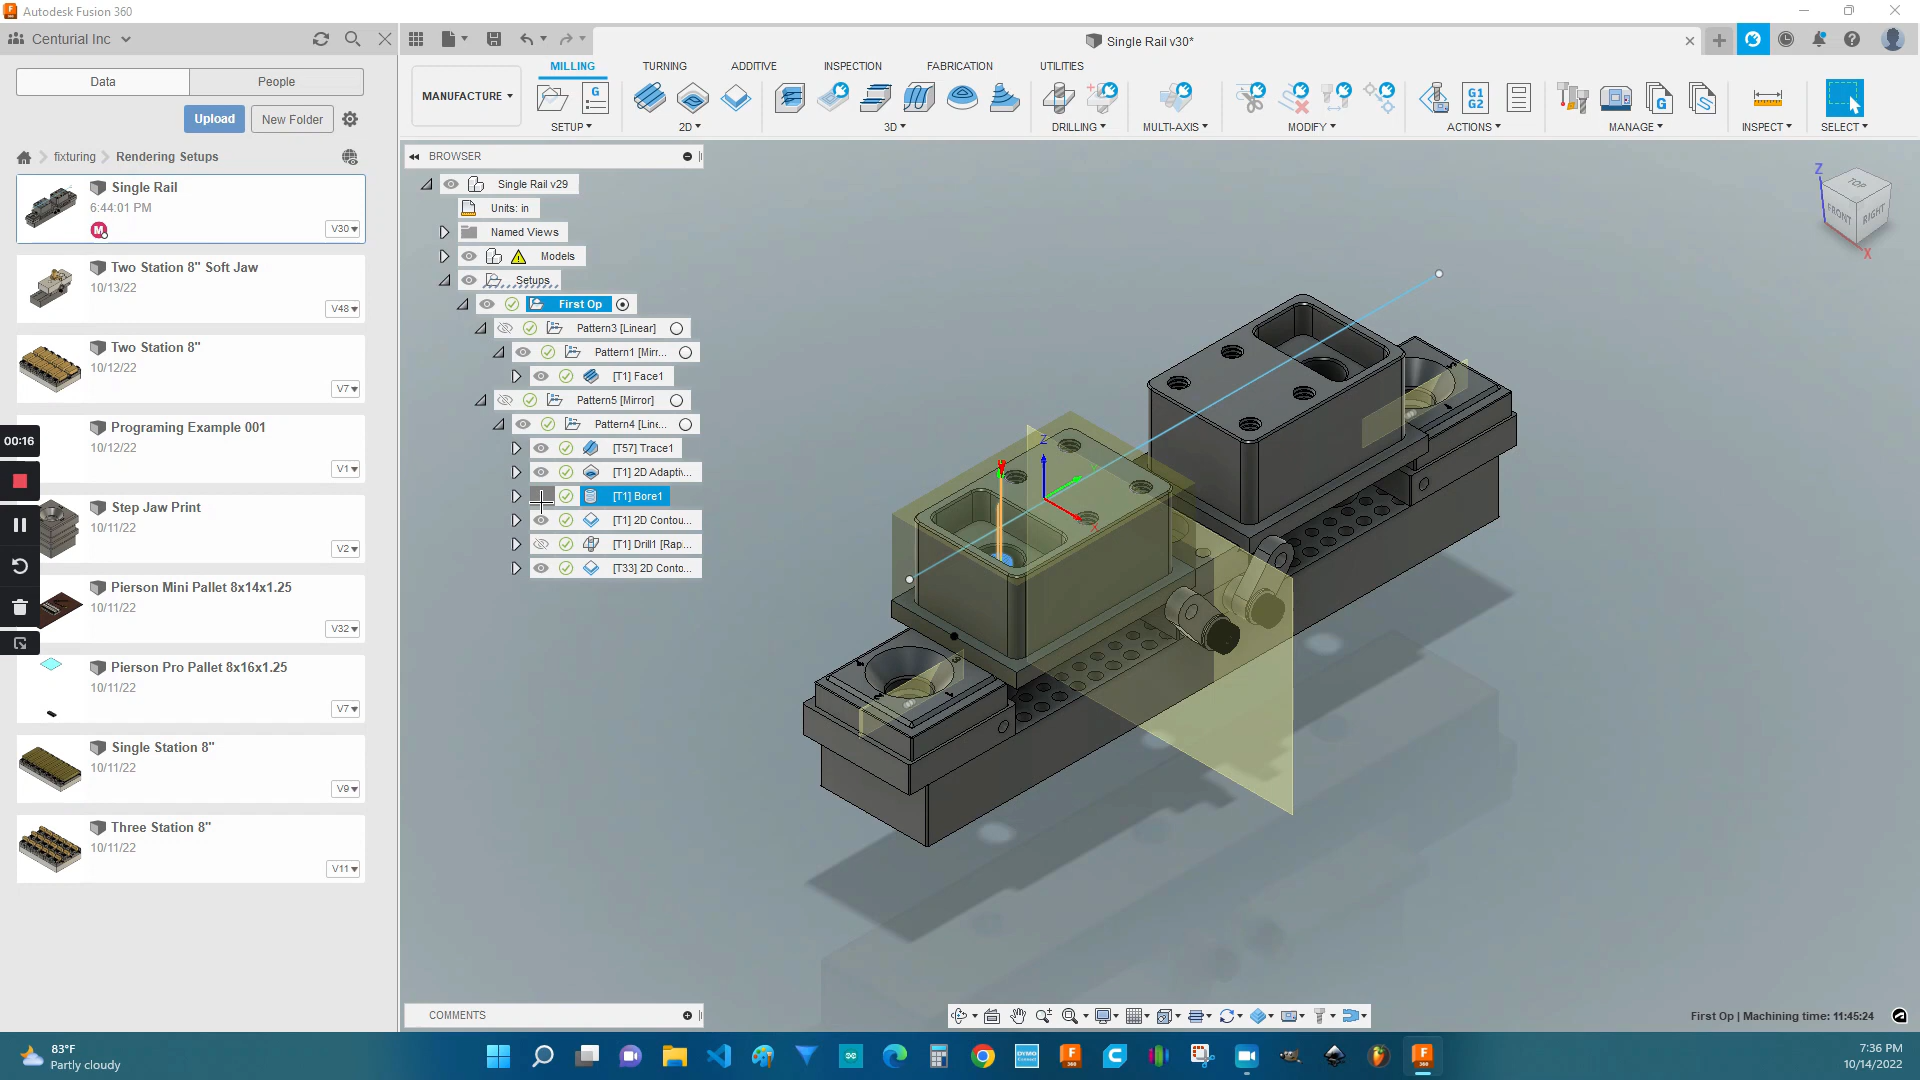 Autodesk Fusion 360
Centurial Inc
Single Rail v30*
Data
People
Upload
New Folder
fixturing
Rendering Setups
Single Rail
6:44:01 PM
V30
Two Station 8" Soft Jaw
10/13/22
V48
Two Station 8"
10/12/22
V7
Programing Example 001
10/12/22
V1
Step Jaw Print
10/11/22
V2
Pierson Mini Pallet 8x14x1.25
10/11/22
V32
Pierson Pro Pallet 8x16x1.25
10/11/22
V7
Single Station 8"
10/11/22
V9
Three Station 8"
10/11/22
V11
00:16
MILLING
TURNING
ADDITIVE
INSPECTION
FABRICATION
UTILITIES
MANUFACTURE
SETUP
2D
3D
DRILLING
MULTI-AXIS
MODIFY
ACTIONS
MANAGE
INSPECT
SELECT
G1
G2
BROWSER
Single Rail v29
Units: in
Named Views
Models
Setups
First Op
Pattern3 [Linear]
Pattern1 [Mirr...
[T1] Face1
Pattern5 [Mirror]
Pattern4 [Line...
[T57] Trace1
[T1] 2D Adaptiv...
[T1] Bore1
[T1] 2D Contou...
[T1] Drill1 [Rap...
[T33] 2D Conto...
Z
TOP
FRONT
RIGHT
X
Z
X
COMMENTS
First Op | Machining time: 11:45:24
83°F
Partly cloudy
7:36 PM
10/14/2022